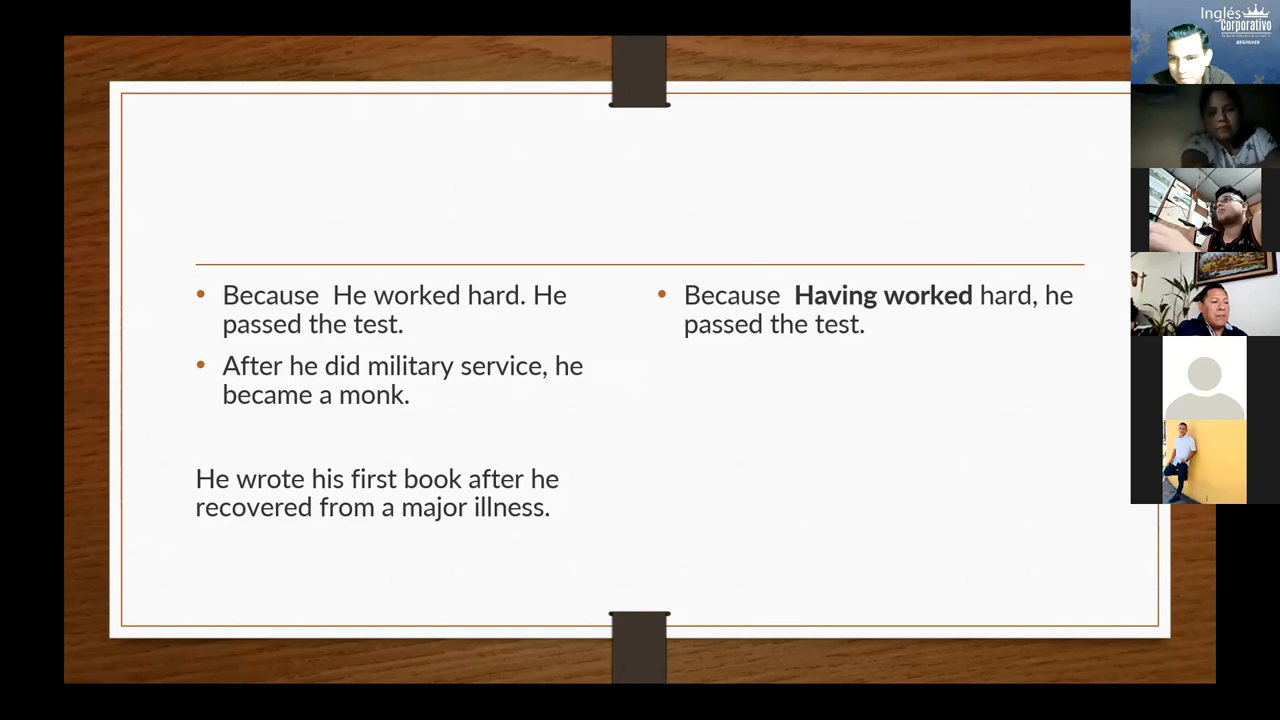 Inglés
Corporativo
BEGINNER
• Because  He worked hard. He
passed the test.
• After he did military service, he
became a monk.
He wrote his first book after he
recovered from a major illness.
• Because  Having worked hard, he
passed the test.